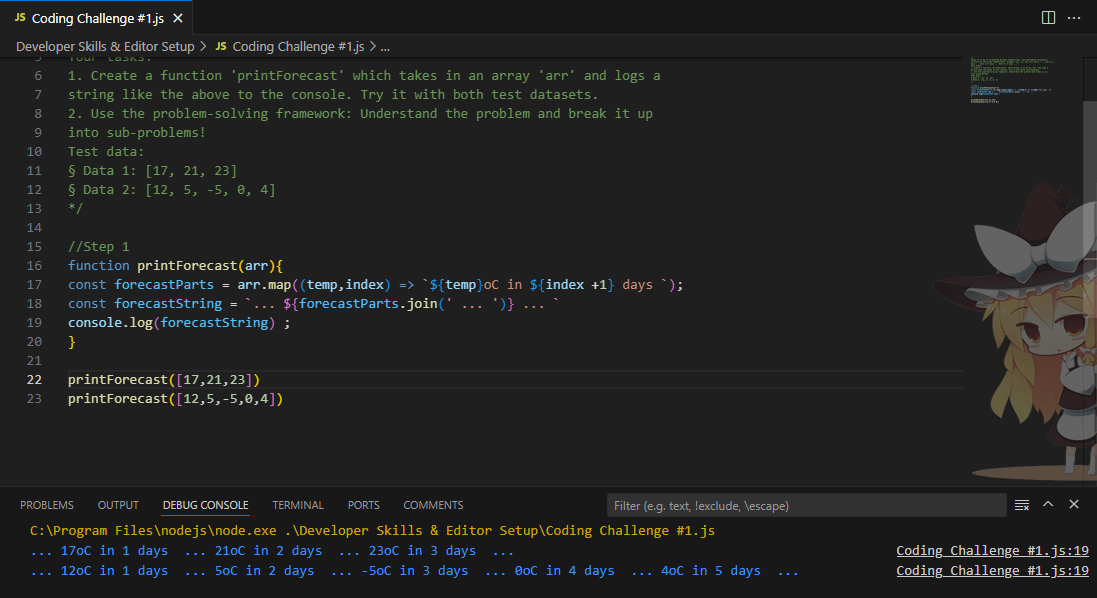 JS Coding Challenge #1.js
Developer Skills & Editor Setup > JS Coding Challenge #1.js > ...
5 Your tasks:
6 1. Create a function 'printForecast' which takes in an array 'arr' and logs a
7 string like the above to the console. Try it with both test datasets.
8 2. Use the problem-solving framework: Understand the problem and break it up
9 into sub-problems!
10 Test data:
11 § Data 1: [17, 21, 23]
12 § Data 2: [12, 5, -5, 0, 4]
13 */
14
15 //Step 1
16 function printForecast(arr){
17 const forecastParts = arr.map((temp,index) => `${temp}oC in ${index +1} days `);
18 const forecastString = `... ${forecastParts.join(' ... ')} ... `
19 console.log(forecastString) ;
20 }
21
22 printForecast([17,21,23])
23 printForecast([12,5,-5,0,4])
PROBLEMS OUTPUT DEBUG CONSOLE TERMINAL PORTS COMMENTS Filter (e.g. text, !exclude, \escape)
C:\Program Files\nodejs\node.exe .\Developer Skills & Editor Setup\Coding Challenge #1.js
... 17oC in 1 days  ... 21oC in 2 days  ... 23oC in 3 days  ... Coding Challenge #1.js:19
... 12oC in 1 days  ... 5oC in 2 days  ... -5oC in 3 days  ... 0oC in 4 days  ... 4oC in 5 days  ... Coding Challenge #1.js:19